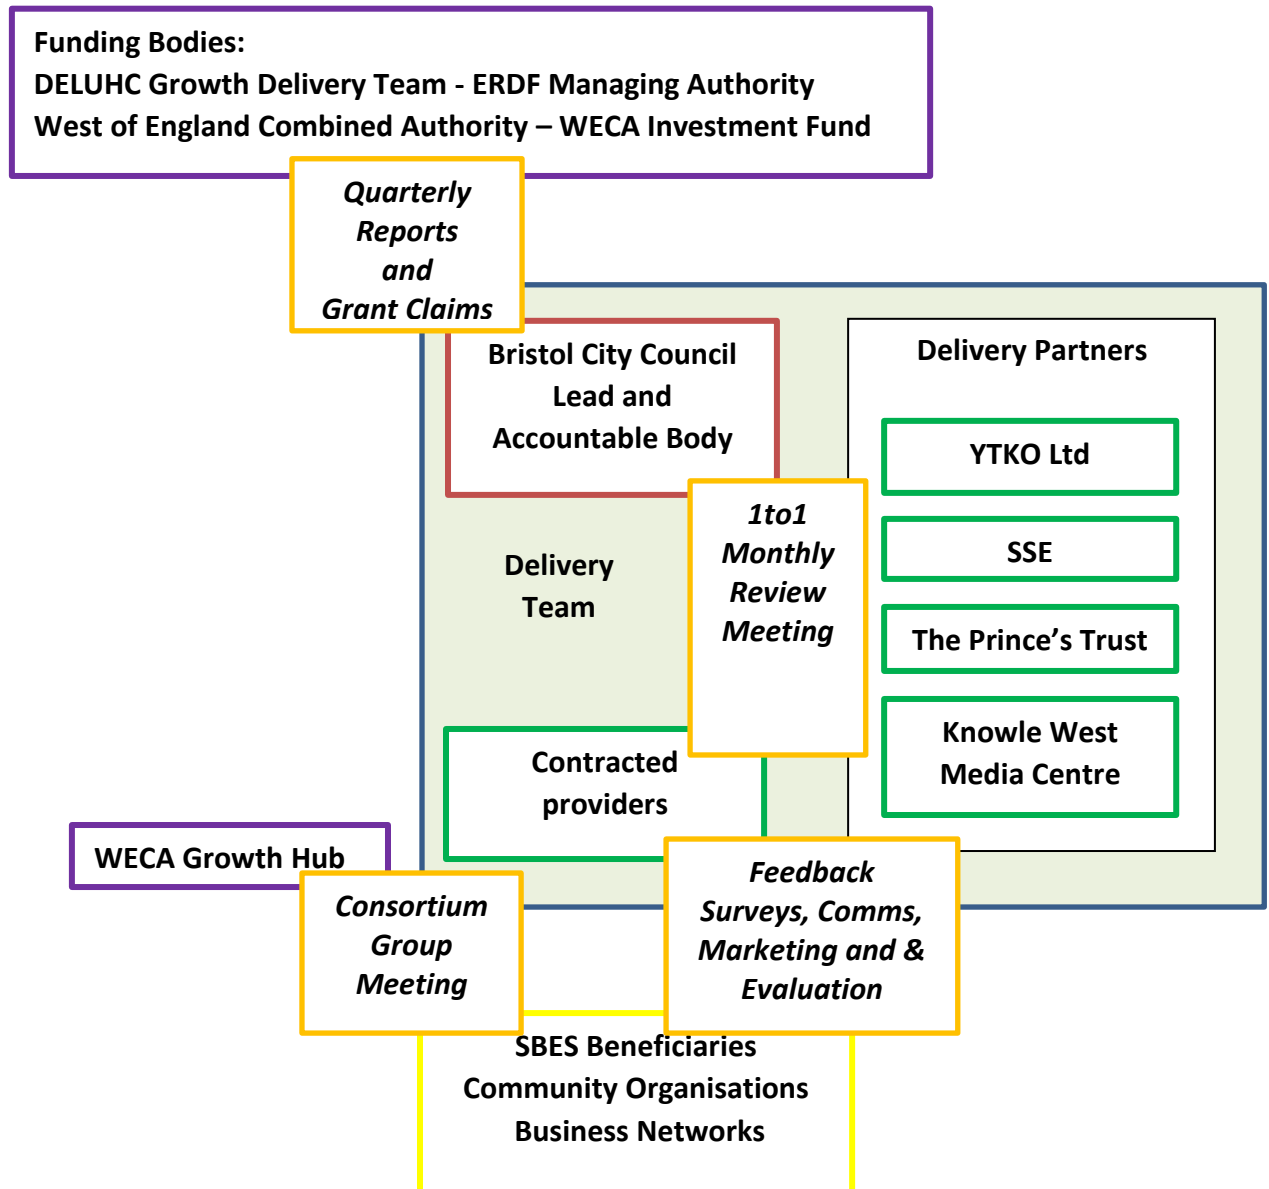 Funding Bodies:
DELUHC Growth Delivery Team - ERDF Managing Authority
West of England Combined Authority – WECA Investment Fund
Quarterly
Reports
and
Grant Claims
Bristol City Council
Lead and
Accountable Body
Delivery Partners
YTKO Ltd
SSE
The Prince’s Trust
Knowle West
Media Centre
1to1
Monthly
Review
Meeting
Delivery
Team
Contracted
providers
WECA Growth Hub
Consortium
Group
Meeting
Feedback
Surveys, Comms,
Marketing and &
Evaluation
SBES Beneficiaries
Community Organisations
Business Networks